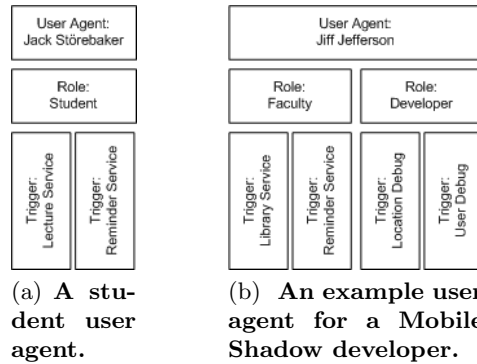 User Agent:
Jack Störebaker
Role:
Student
Trigger:
Lecture Service
Trigger:
Reminder Service
(a) A stu-
dent user
agent.
User Agent:
Jiff Jefferson
Role:
Faculty
Role:
Developer
Trigger:
Library Service
Trigger:
Reminder Service
Trigger:
Location Debug
Trigger:
User Debug
(b) An example user
agent for a Mobile
Shadow developer.